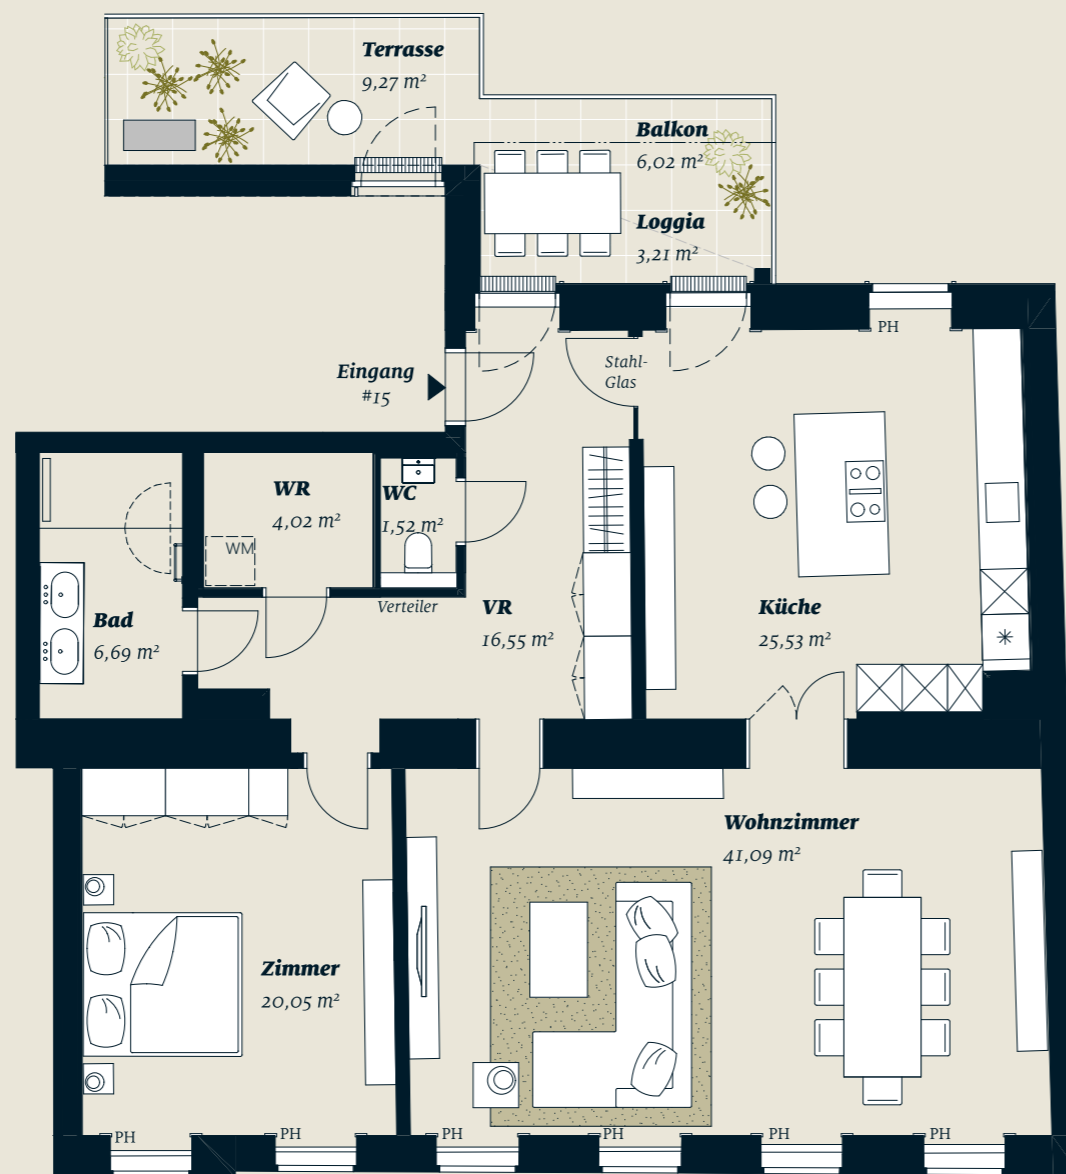 Terrasse
9,27 m²
Balkon
6,02 m²
Loggia
3,21 m²
PH
Stahl-
Glas
Eingang
#15
WR
4,02 m²
WC
1,52 m²
WM
Verteiler
VR
16,55 m²
Küche
25,53 m²
Bad
6,69 m²
Wohnzimmer
41,09 m²
Zimmer
20,05 m²
PH
PH
PH
PH
PH
PH